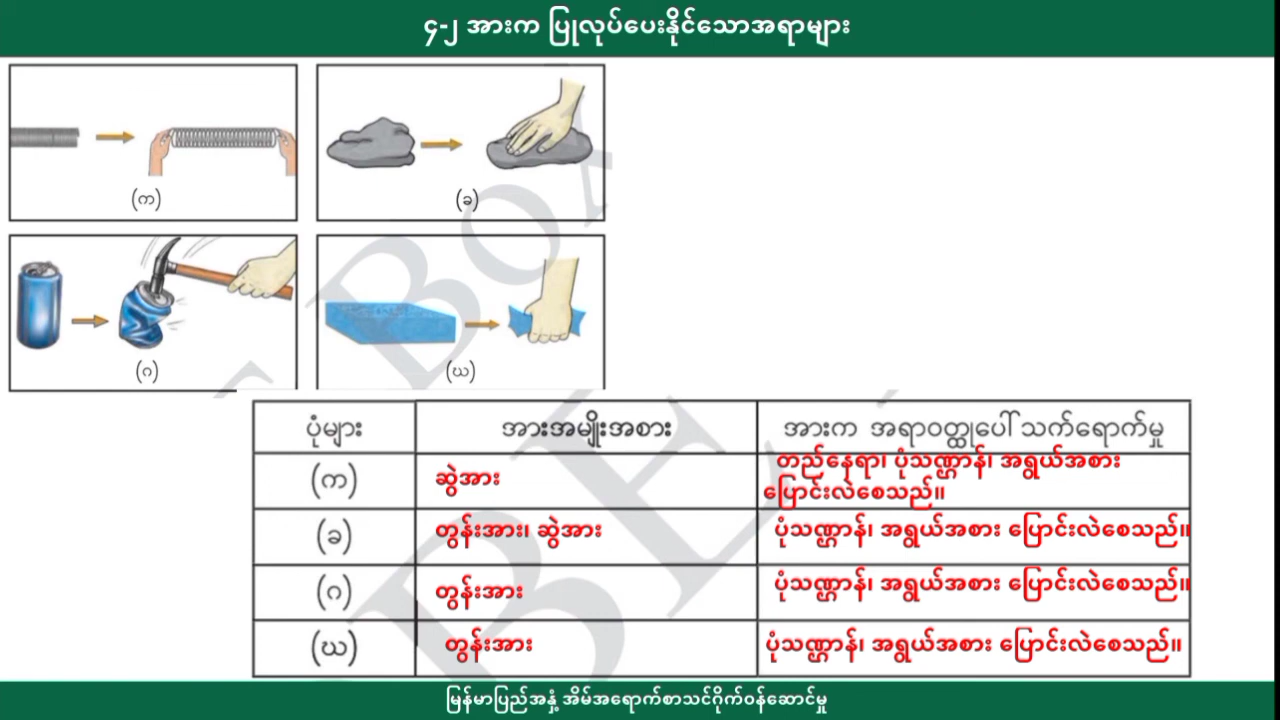 ၄-၂ အားက ပြုလုပ်ပေးနိုင်သောအရာများ
(က)
(ခ)
(ဂ)
(ဃ)
ပုံများ အားအမျိုးအစား အားက အရာဝတ္ထုပေါ် သက်ရောက်မှု
(က) ဆွဲအား တည်နေရာ၊ ပုံသဏ္ဌာန်၊ အရွယ်အစား
ပြောင်းလဲစေသည်။
(ခ) တွန်းအား၊ ဆွဲအား ပုံသဏ္ဌာန်၊ အရွယ်အစား ပြောင်းလဲစေသည်။
(ဂ) တွန်းအား ပုံသဏ္ဌာန်၊ အရွယ်အစား ပြောင်းလဲစေသည်။
(ဃ) တွန်းအား ပုံသဏ္ဌာန်၊ အရွယ်အစား ပြောင်းလဲစေသည်။
မြန်မာပြည်အနှံ့ အိမ်အရောက်စာသင်ဂိုက်ဝန်ဆောင်မှု